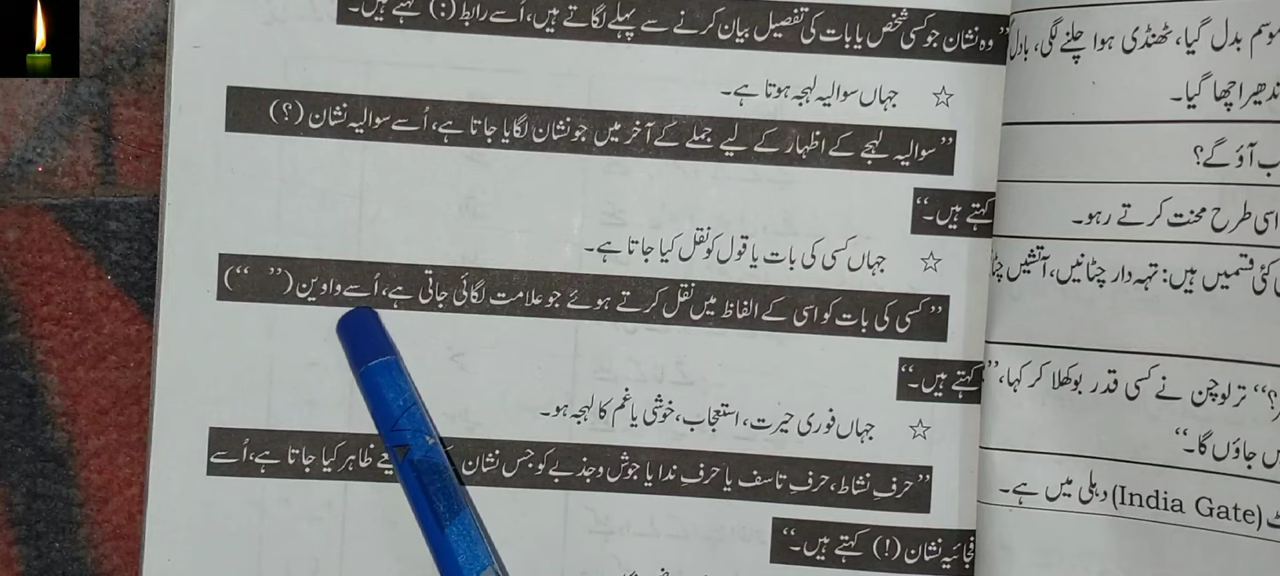 ”وہ نشان جو کسی شخص یا بات کی تفصیل بیان کرنے سے پہلے لگاتے ہیں، اُسے رابط (:) کہتے ہیں۔
☆ جہاں سوالیہ لہجہ ہوتا ہے۔
”سوالیہ لہجے کے اظہار کے لیے جملے کے آخر میں جو نشان لگایا جاتا ہے، اُسے سوالیہ نشان (؟)
کہتے ہیں۔“
☆ جہاں کسی کی بات یا قول کو نقل کیا جاتا ہے۔
”کسی کی بات کو اسی کے الفاظ میں نقل کرتے ہوئے جو علامت لگائی جاتی ہے، اُسے واوین (”  “)
کہتے ہیں۔“
☆ جہاں فوری حیرت، استعجاب، خوشی یا غم کا لہجہ ہو۔
”حرفِ نشاط، حرفِ تاسف یا حرفِ ندا یا جوش و جذبے کو جس نشان ظاہر کیا جاتا ہے، اُسے
فجائیہ نشان (!) کہتے ہیں۔“
موسم بدل گیا، ٹھنڈی ہوا چلنے لگی، بادل
چھا گیا۔
آؤ گے؟
اسی طرح محنت کرتے رہو۔
کئی قسمیں ہیں: تہہ دار چٹانیں، آتشیں
؟“ ترلوچن نے کسی قدر بوکھلا کر کہا، ”
جاؤں گا۔“
(India Gate) دہلی میں ہے۔